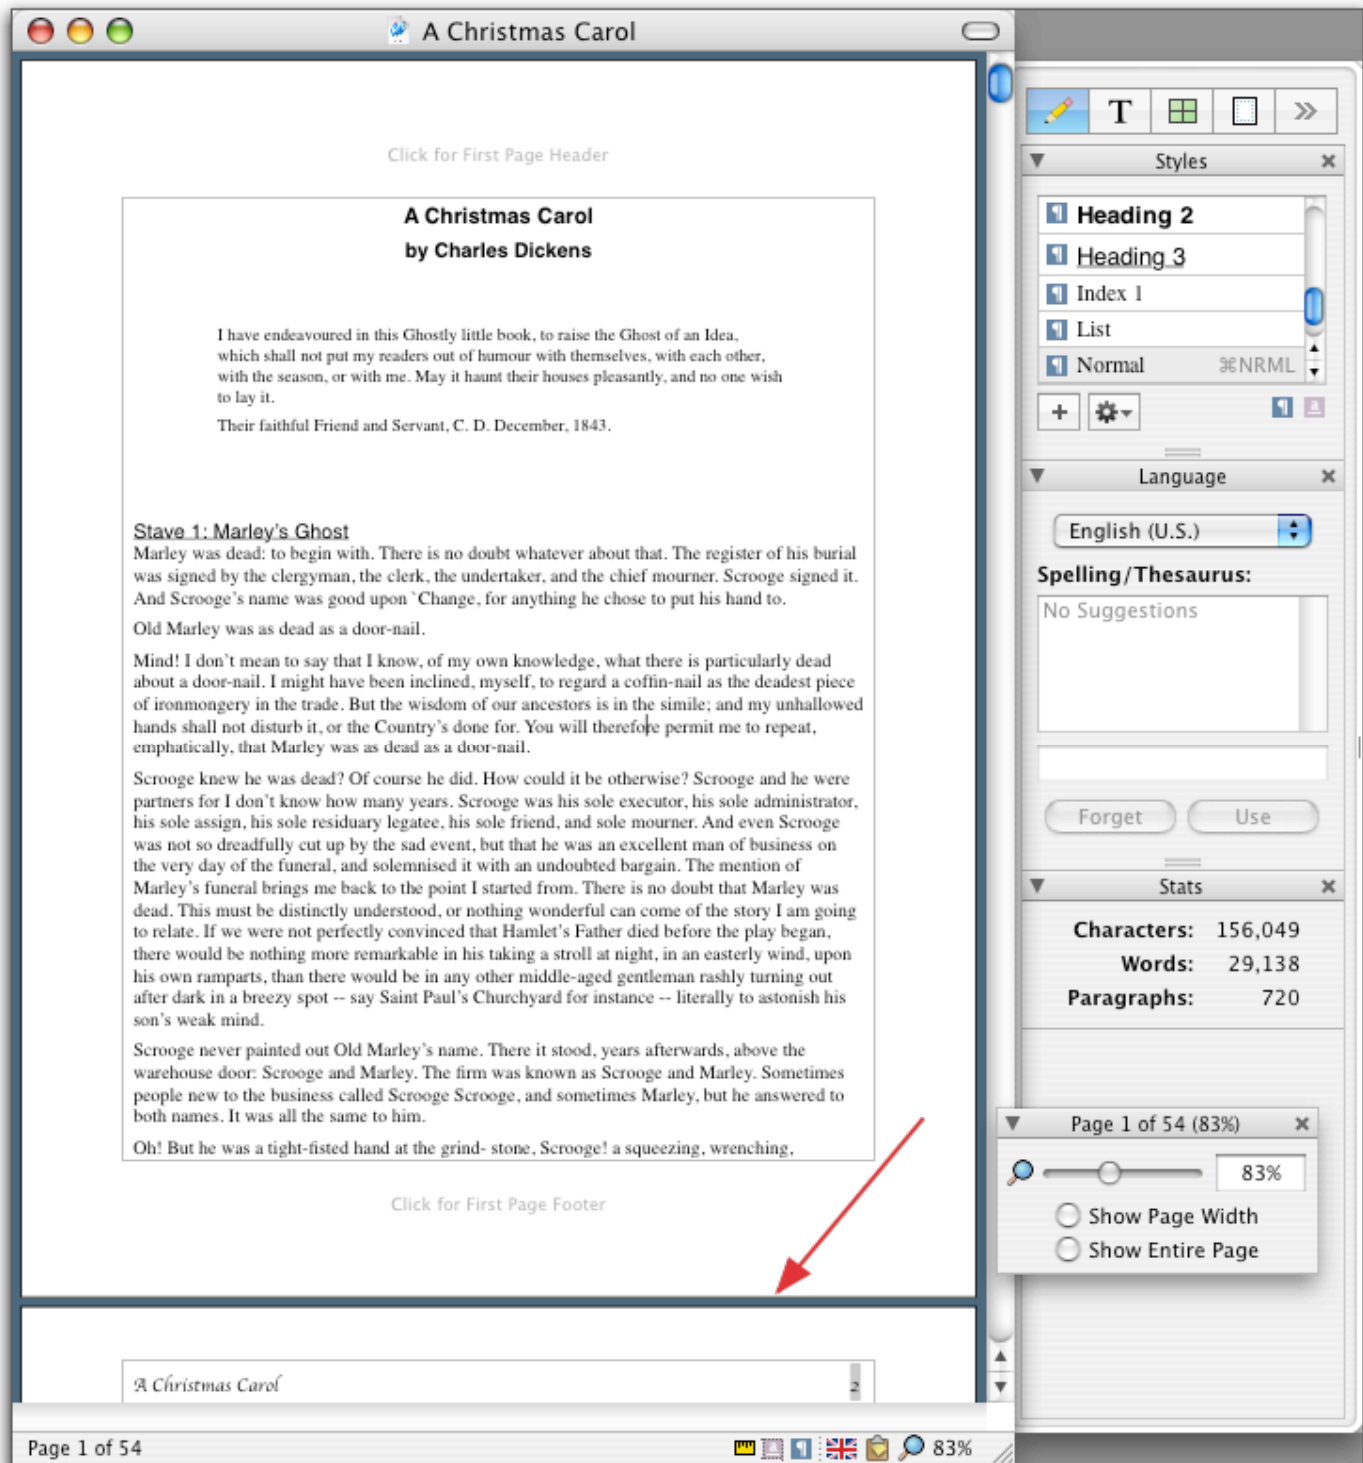 A Christmas Carol
Click for First Page Header
A Christmas Carol
by Charles Dickens
I have endeavoured in this Ghostly little book, to raise the Ghost of an Idea,
which shall not put my readers out of humour with themselves, with each other,
with the season, or with me. May it haunt their houses pleasantly, and no one wish
to lay it.
Their faithful Friend and Servant, C. D. December, 1843.
Stave 1: Marley's Ghost
Marley was dead: to begin with. There is no doubt whatever about that. The register of his burial
was signed by the clergyman, the clerk, the undertaker, and the chief mourner. Scrooge signed it.
And Scrooge's name was good upon `Change, for anything he chose to put his hand to.
Old Marley was as dead as a door-nail.
Mind! I don't mean to say that I know, of my own knowledge, what there is particularly dead
about a door-nail. I might have been inclined, myself, to regard a coffin-nail as the deadest piece
of ironmongery in the trade. But the wisdom of our ancestors is in the simile; and my unhallowed
hands shall not disturb it, or the Country's done for. You will therefore permit me to repeat,
emphatically, that Marley was as dead as a door-nail.
Scrooge knew he was dead? Of course he did. How could it be otherwise? Scrooge and he were
partners for I don't know how many years. Scrooge was his sole executor, his sole administrator,
his sole assign, his sole residuary legatee, his sole friend, and sole mourner. And even Scrooge
was not so dreadfully cut up by the sad event, but that he was an excellent man of business on
the very day of the funeral, and solemnised it with an undoubted bargain. The mention of
Marley's funeral brings me back to the point I started from. There is no doubt that Marley was
dead. This must be distinctly understood, or nothing wonderful can come of the story I am going
to relate. If we were not perfectly convinced that Hamlet's Father died before the play began,
there would be nothing more remarkable in his taking a stroll at night, in an easterly wind, upon
his own ramparts, than there would be in any other middle-aged gentleman rashly turning out
after dark in a breezy spot -- say Saint Paul's Churchyard for instance -- literally to astonish his
son's weak mind.
Scrooge never painted out Old Marley's name. There it stood, years afterwards, above the
warehouse door: Scrooge and Marley. The firm was known as Scrooge and Marley. Sometimes
people new to the business called Scrooge Scrooge, and sometimes Marley, but he answered to
both names. It was all the same to him.
Oh! But he was a tight-fisted hand at the grind- stone, Scrooge! a squeezing, wrenching,
Click for First Page Footer
A Christmas Carol 2
Page 1 of 54 83%
T
Styles
Heading 2
Heading 3
Index 1
List
Normal ⌘NRML
Language
English (U.S.)
Spelling/Thesaurus:
No Suggestions
Forget Use
Stats
Characters: 156,049
Words: 29,138
Paragraphs: 720
Page 1 of 54 (83%)
83%
Show Page Width
Show Entire Page